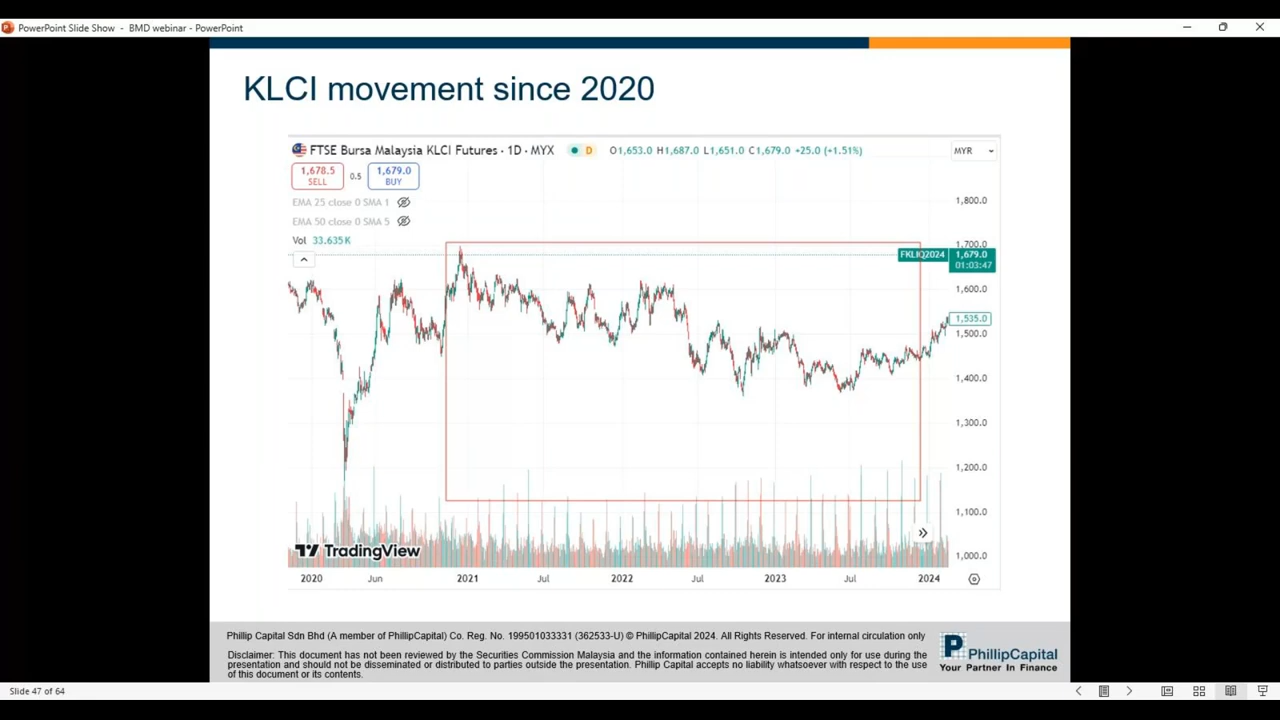 PowerPoint Slide Show - BMD webinar - PowerPoint
KLCI movement since 2020
FTSE Bursa Malaysia KLCI Futures · 1D · MYX D O1,653.0 H1,687.0 L1,651.0 C1,679.0 +25.0 (+1.51%)
MYR
1,678.5 0.5 1,679.0
SELL BUY
EMA 25 close 0 SMA 1
EMA 50 close 0 SMA 5
Vol 33.635K
1,800.0
1,700.0
FKLIQ2024 1,679.0
01:03:47
1,600.0
1,535.0
1,500.0
1,400.0
1,300.0
1,200.0
1,100.0
1,000.0
TradingView
2020 Jun 2021 Jul 2022 Jul 2023 Jul 2024
Phillip Capital Sdn Bhd (A member of PhillipCapital) Co. Reg. No. 199501033331 (362533-U) © PhillipCapital 2024. All Rights Reserved. For internal circulation only
Disclaimer: This document has not been reviewed by the Securities Commission Malaysia and the information contained herein is intended only for use during the
presentation and should not be disseminated or distributed to parties outside the presentation. Phillip Capital accepts no liability whatsoever with respect to the use
of this document or its contents.
PhillipCapital
Your Partner In Finance
Slide 47 of 64